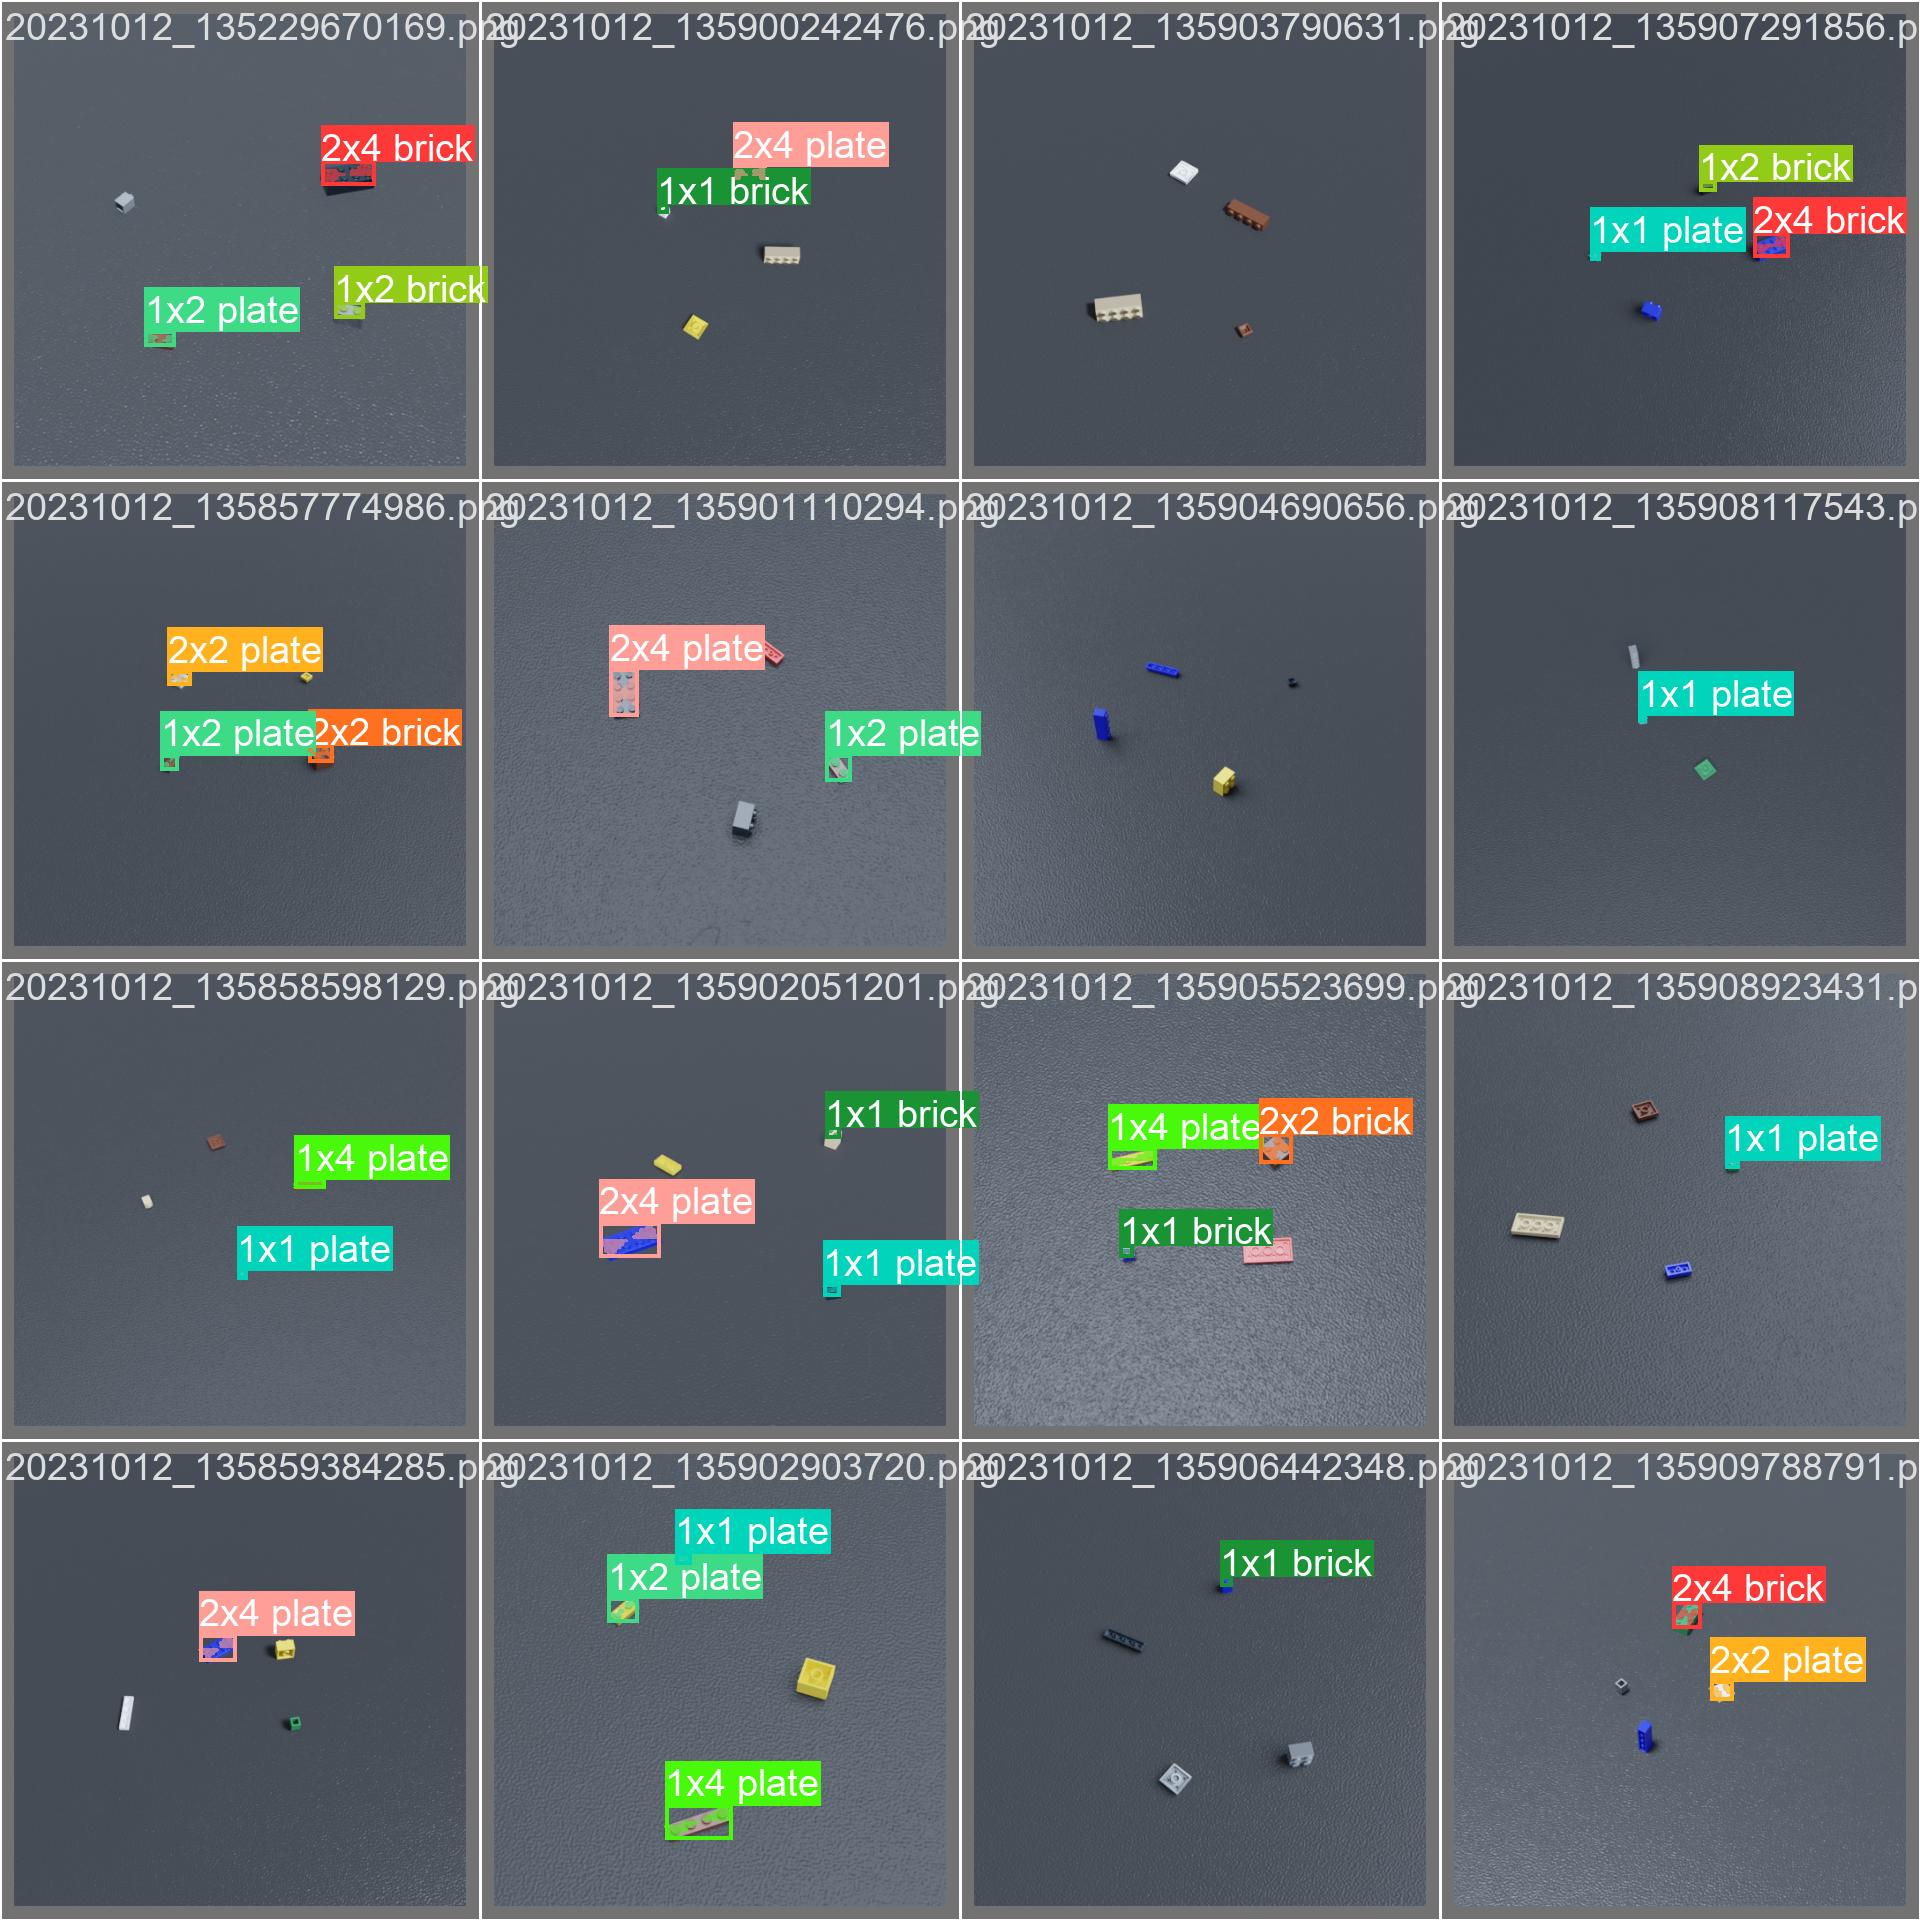 20231012_135229670169.png
2x4 brick
1x2 brick
1x2 plate
20231012_135900242476.png
2x4 plate
1x1 brick
20231012_135903790631.png
20231012_135907291856.p
1x2 brick
1x1 plate
2x4 brick
20231012_135857774986.png
2x2 plate
1x2 plate
2x2 brick
20231012_135901110294.png
2x4 plate
1x2 plate
20231012_135904690656.png
20231012_135908117543.p
1x1 plate
20231012_135858598129.png
1x4 plate
1x1 plate
20231012_135902051201.png
1x1 brick
2x4 plate
1x1 plate
20231012_135905523699.png
1x4 plate
2x2 brick
1x1 brick
20231012_135908923431.p
1x1 plate
20231012_135859384285.png
2x4 plate
20231012_135902903720.png
1x1 plate
1x2 plate
1x4 plate
20231012_135906442348.png
1x1 brick
20231012_135909788791.p
2x4 brick
2x2 plate